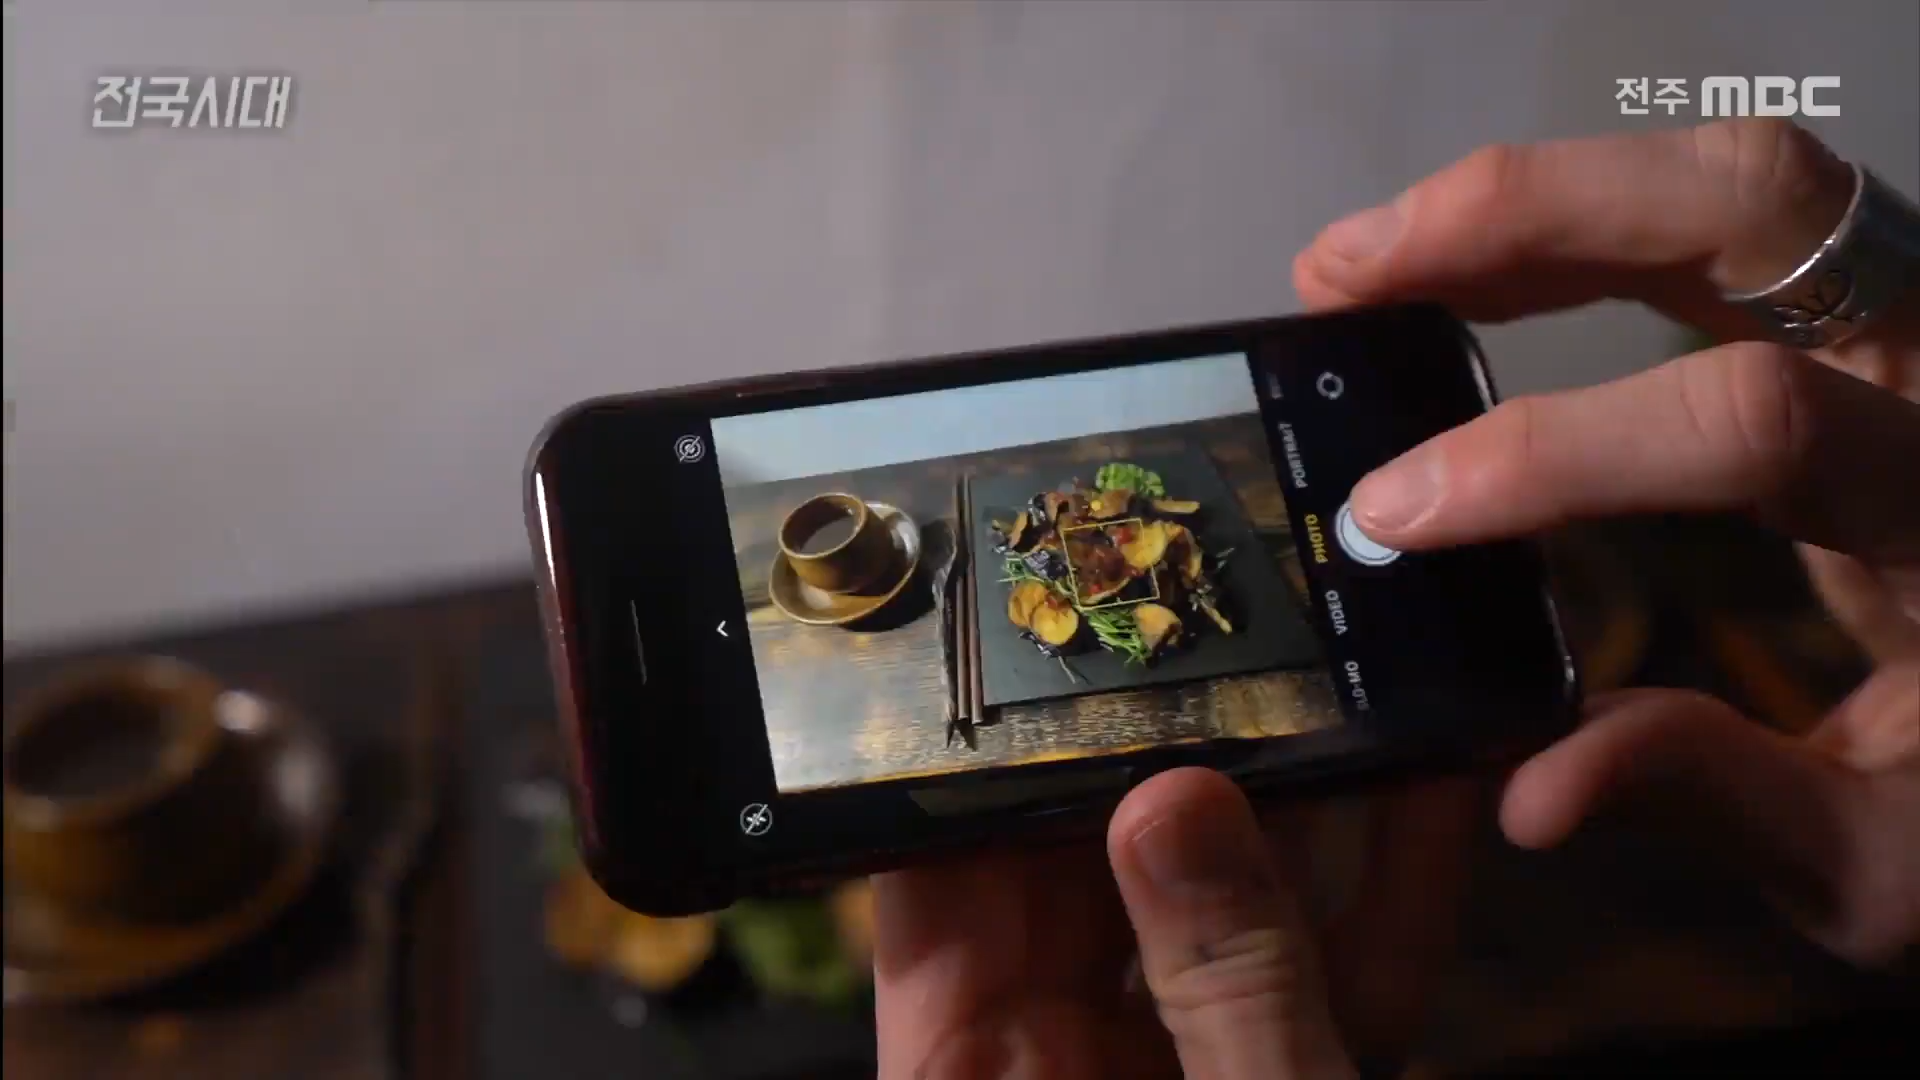 전국시대
전주 MBC
PORTRAIT
PHOTO
VIDEO
SLO-MO